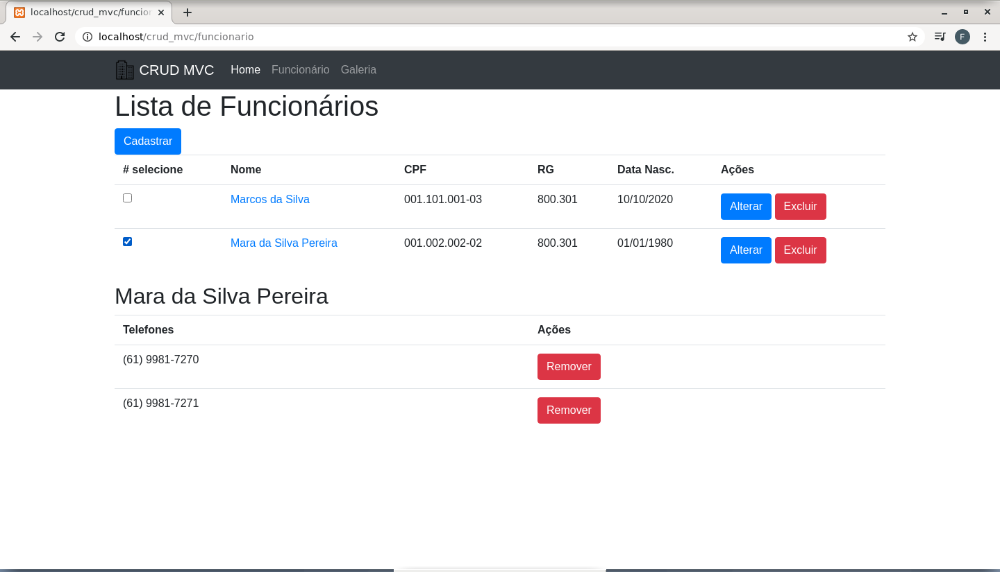 localhost/crud_mvc/funcion
localhost/crud_mvc/funcionario
F
CRUD MVC Home Funcionário Galeria
Lista de Funcionários
Cadastrar
# selecione Nome CPF RG Data Nasc. Ações
Marcos da Silva 001.101.001-03 800.301 10/10/2020 Alterar Excluir
Mara da Silva Pereira 001.002.002-02 800.301 01/01/1980 Alterar Excluir
Mara da Silva Pereira
Telefones Ações
(61) 9981-7270 Remover
(61) 9981-7271 Remover